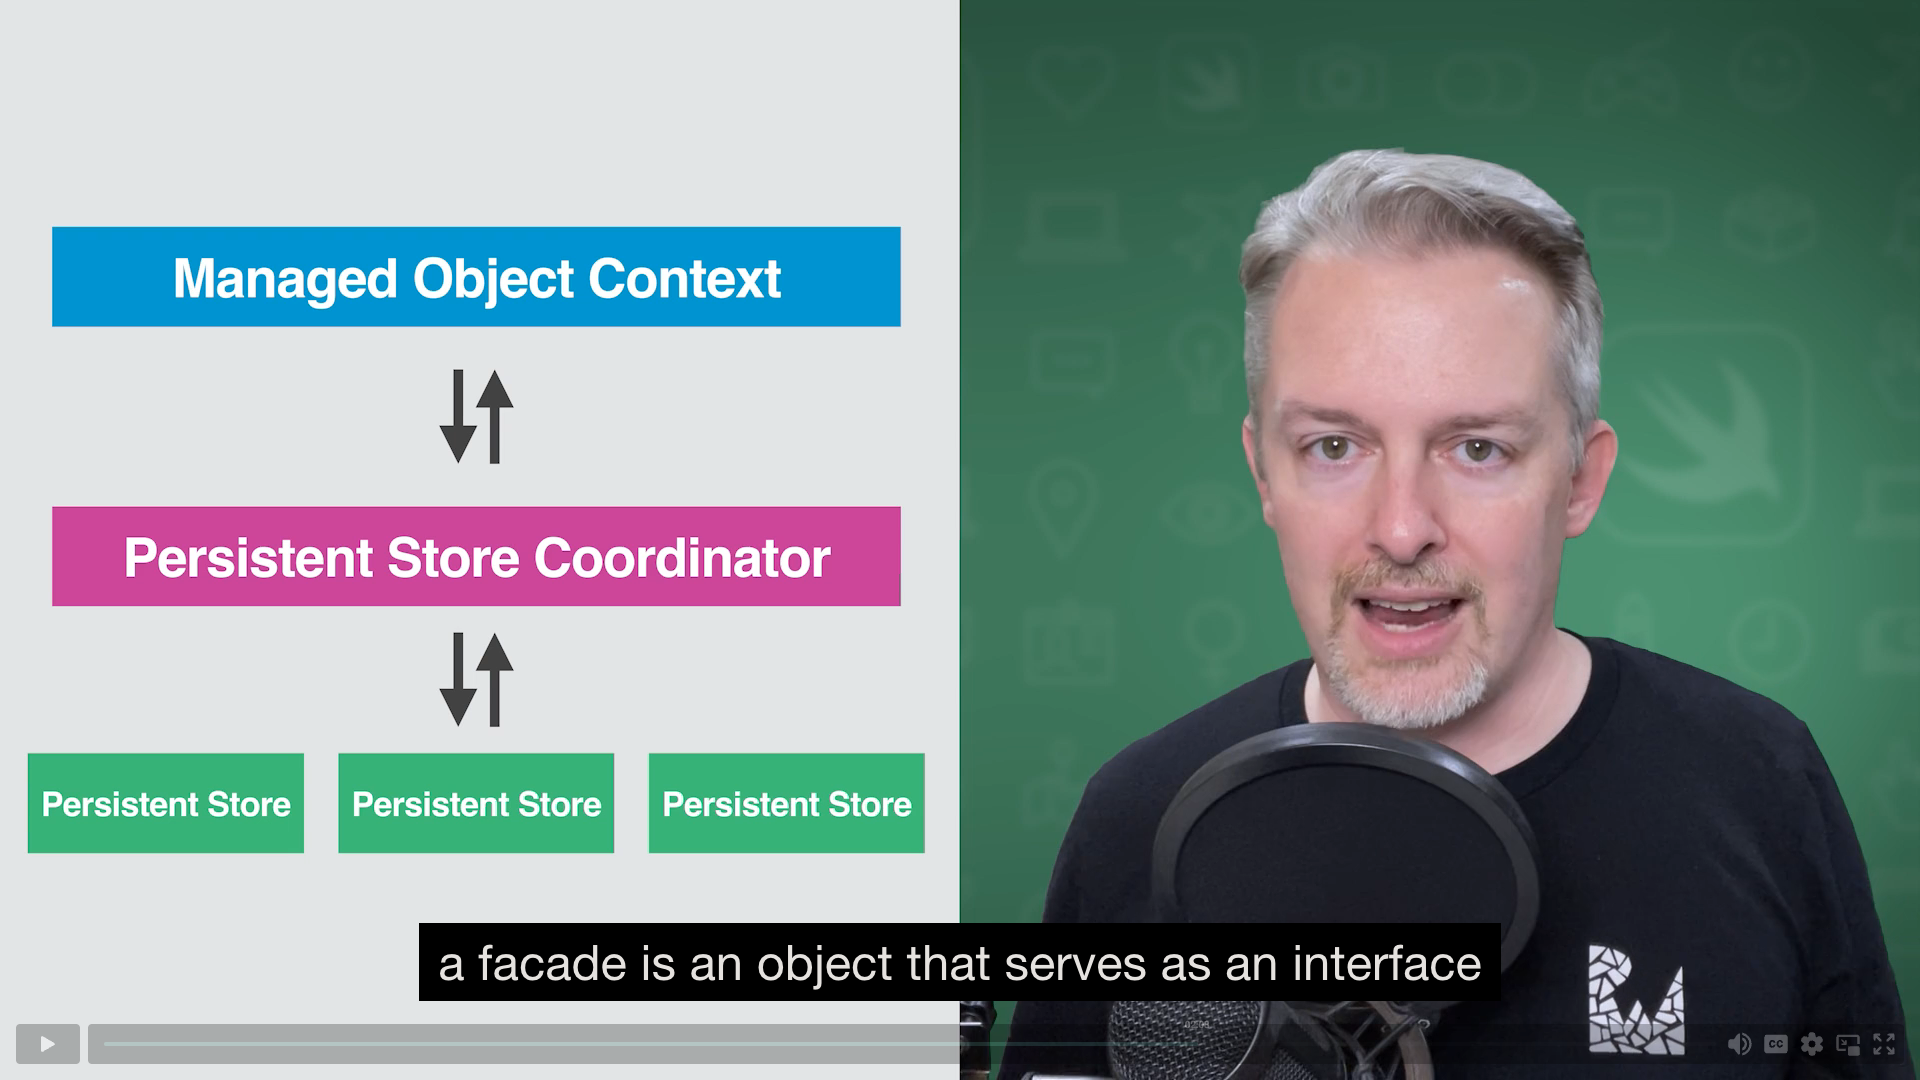 Managed Object Context
Persistent Store Coordinator
Persistent Store
Persistent Store
Persistent Store
a facade is an object that serves as an interface
CC